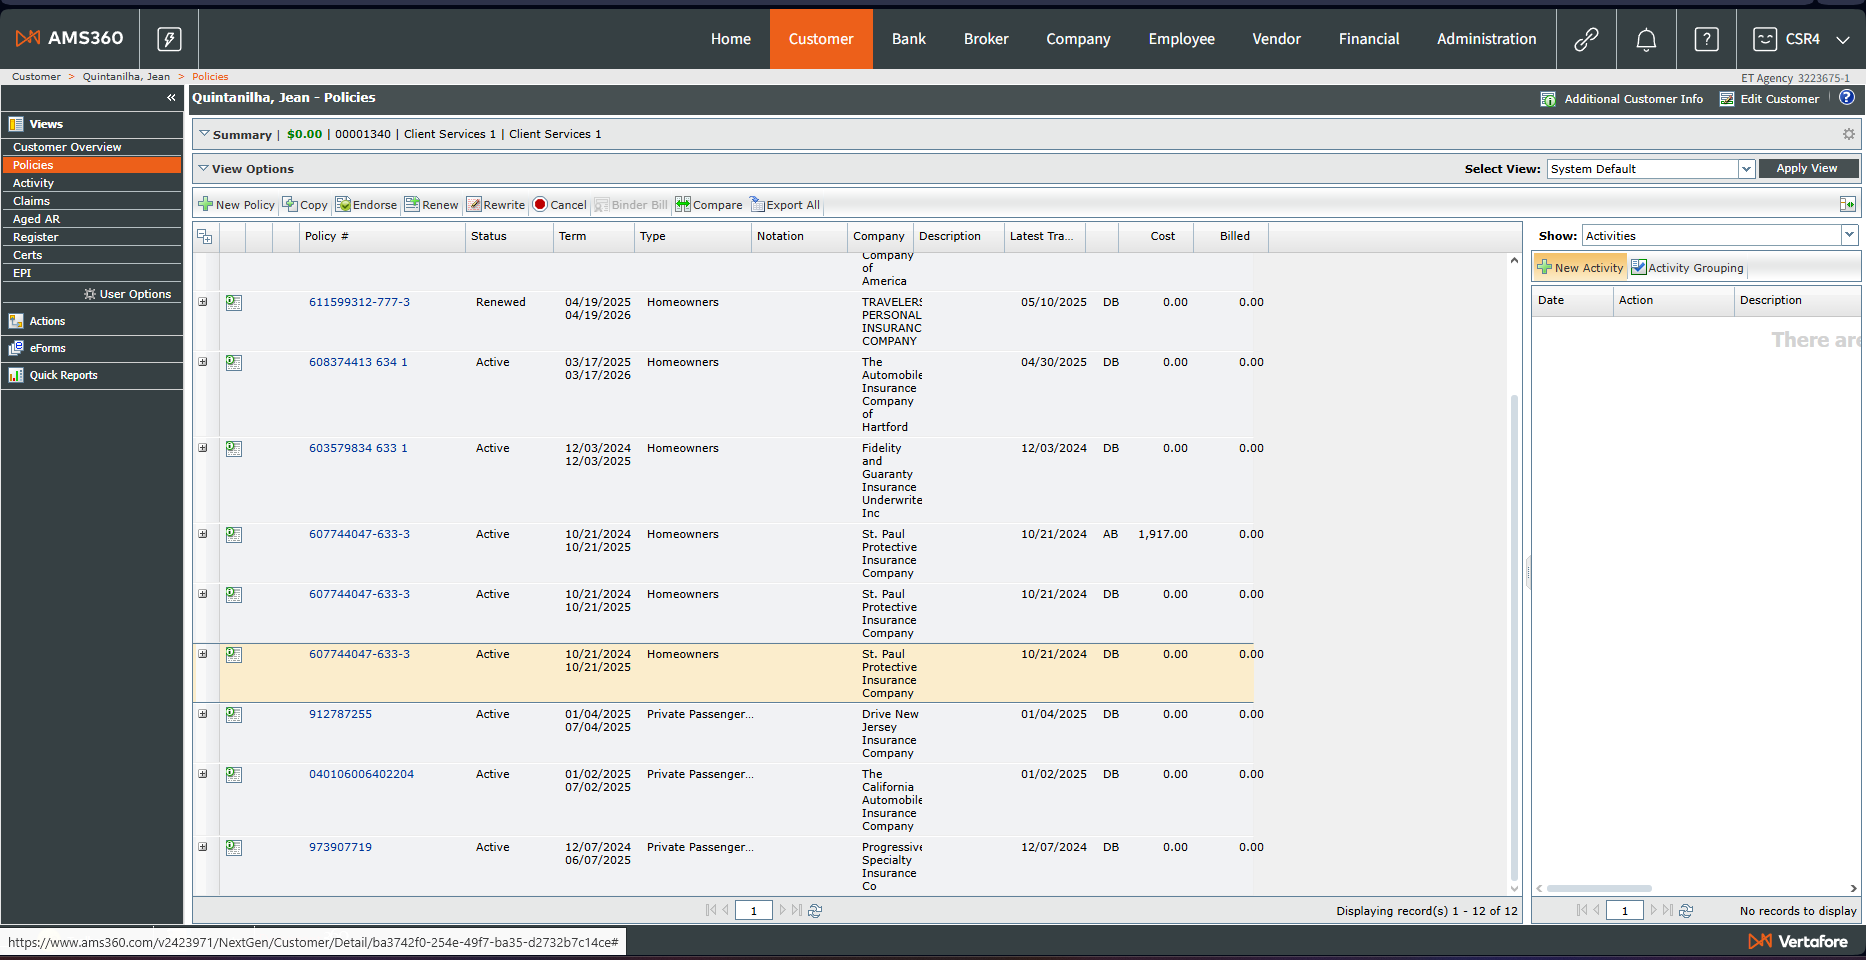 AMS360
Home
Customer
Bank
Broker
Company
Employee
Vendor
Financial
Administration
CSR4
Customer > Quintanilha, Jean > Policies
ET Agency 3223675-1
«
Quintanilha, Jean - Policies
Additional Customer Info
Edit Customer
Views
Customer Overview
Policies
Activity
Claims
Aged AR
Register
Certs
EPI
User Options
Actions
eForms
Quick Reports
Summary | $0.00 | 00001340 | Client Services 1 | Client Services 1
View Options
Select View: System Default
Apply View
New Policy Copy Endorse Renew Rewrite Cancel Binder Bill Compare Export All
Policy # Status Term Type Notation Company Description Latest Tra... Cost Billed
Company
of
America
611599312-777-3 Renewed 04/19/2025 Homeowners TRAVELERS 05/10/2025 DB 0.00 0.00
04/19/2026 PERSONAL
INSURANC
COMPANY
608374413 634 1 Active 03/17/2025 Homeowners The 04/30/2025 DB 0.00 0.00
03/17/2026 Automobile
Insurance
Company
of
Hartford
603579834 633 1 Active 12/03/2024 Homeowners Fidelity 12/03/2024 DB 0.00 0.00
12/03/2025 and
Guaranty
Insurance
Underwrite
Inc
607744047-633-3 Active 10/21/2024 Homeowners St. Paul 10/21/2024 AB 1,917.00 0.00
10/21/2025 Protective
Insurance
Company
607744047-633-3 Active 10/21/2024 Homeowners St. Paul 10/21/2024 DB 0.00 0.00
10/21/2025 Protective
Insurance
Company
607744047-633-3 Active 10/21/2024 Homeowners St. Paul 10/21/2024 DB 0.00 0.00
10/21/2025 Protective
Insurance
Company
912787255 Active 01/04/2025 Private Passenger... Drive New 01/04/2025 DB 0.00 0.00
07/04/2025 Jersey
Insurance
Company
040106006402204 Active 01/02/2025 Private Passenger... The 01/02/2025 DB 0.00 0.00
07/02/2025 California
Automobile
Insurance
Company
973907719 Active 12/07/2024 Private Passenger... Progressive 12/07/2024 DB 0.00 0.00
06/07/2025 Specialty
Insurance
Co
1
Displaying record(s) 1 - 12 of 12
Show: Activities
New Activity Activity Grouping
Date Action Description
There are
1
No records to display
https://www.ams360.com/v2423971/NextGen/Customer/Detail/ba3742f0-254e-49f7-ba35-d2732b7c14ce#
Vertafore